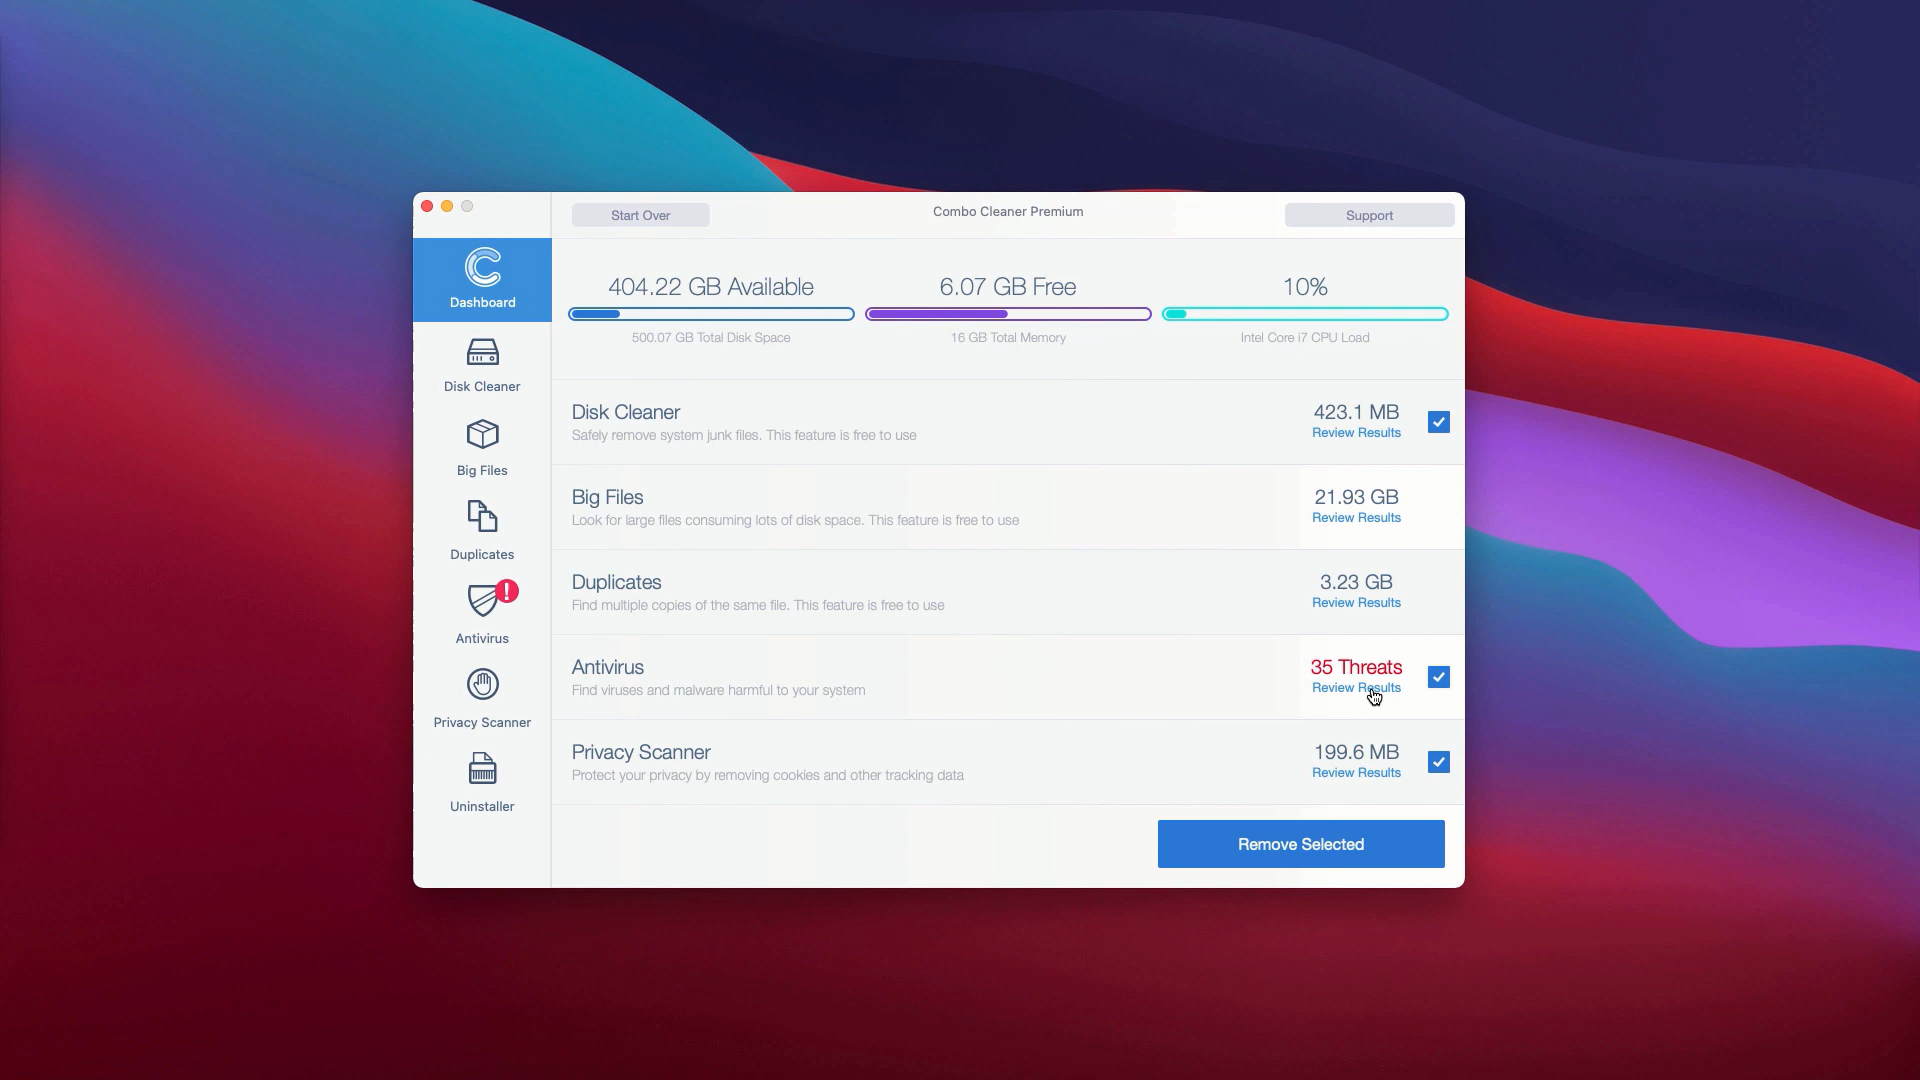 Start Over
Combo Cleaner Premium
Support
Dashboard
Disk Cleaner
Big Files
Duplicates
Antivirus
Privacy Scanner
Uninstaller
404.22 GB Available
500.07 GB Total Disk Space
6.07 GB Free
16 GB Total Memory
10%
Intel Core i7 CPU Load
Disk Cleaner
Safely remove system junk files. This feature is free to use
423.1 MB
Review Results
Big Files
Look for large files consuming lots of disk space. This feature is free to use
21.93 GB
Review Results
Duplicates
Find multiple copies of the same file. This feature is free to use
3.23 GB
Review Results
Antivirus
Find viruses and malware harmful to your system
35 Threats
Review Results
Privacy Scanner
Protect your privacy by removing cookies and other tracking data
199.6 MB
Review Results
Remove Selected